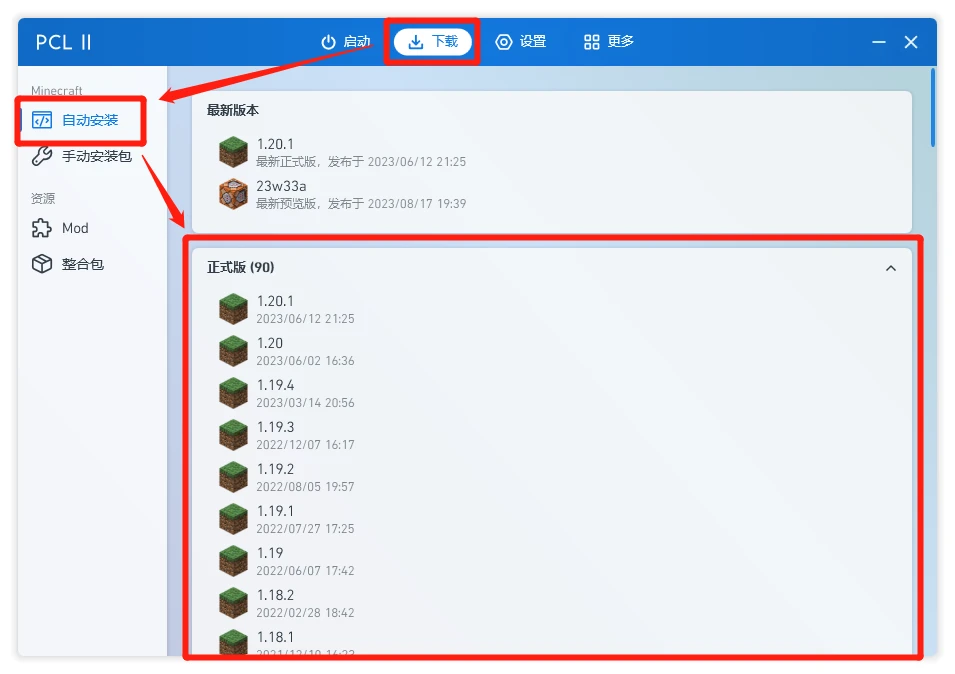 PCL II
启动
下载
设置
更多
Minecraft
自动安装
手动安装包
资源
Mod
整合包
最新版本
1.20.1
最新正式版，发布于 2023/06/12 21:25
23w33a
最新预览版，发布于 2023/08/17 19:39
正式版 (90)
1.20.1
2023/06/12 21:25
1.20
2023/06/02 16:36
1.19.4
2023/03/14 20:56
1.19.3
2022/12/07 16:17
1.19.2
2022/08/05 19:57
1.19.1
2022/07/27 17:25
1.19
2022/06/07 17:42
1.18.2
2022/02/28 18:42
1.18.1